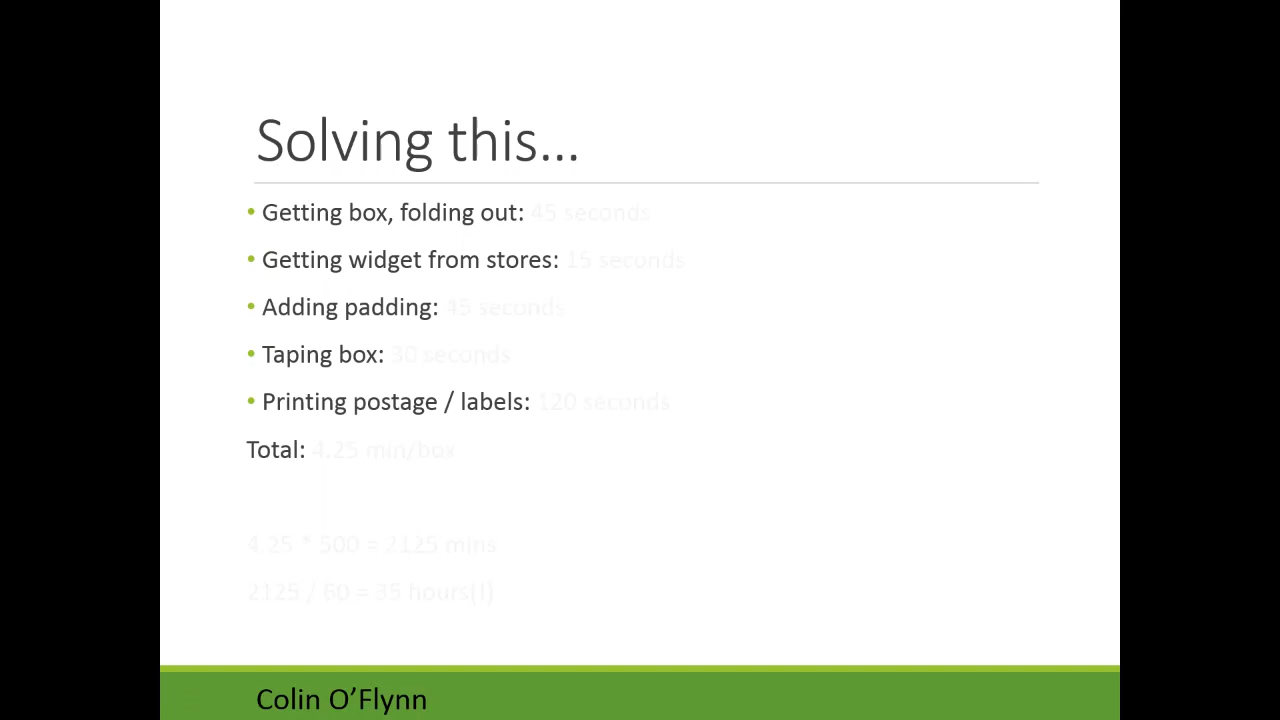 Solving this...
• Getting box, folding out: 45 seconds
• Getting widget from stores: 15 seconds
• Adding padding: 45 seconds
• Taping box: 30 seconds
• Printing postage / labels: 120 seconds
Total: 4.25 min/box
4.25 * 500 = 2125 mins
2125 / 60 = 35 hours(!)
Colin O’Flynn